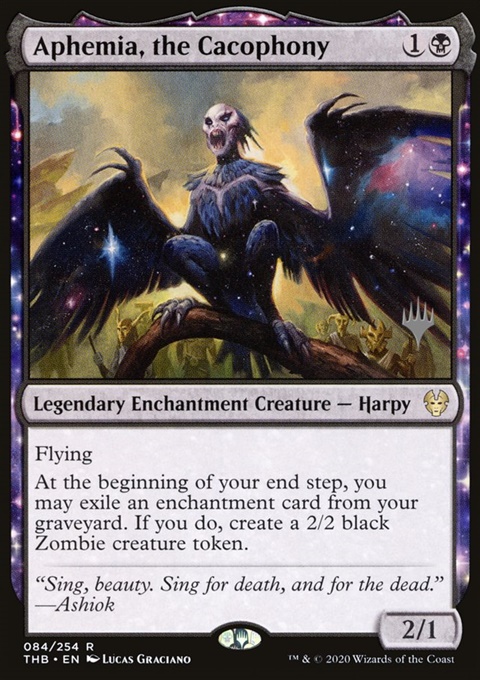 Aphemia, the Cacophony 1
Legendary Enchantment Creature — Harpy
Flying
At the beginning of your end step, you
may exile an enchantment card from your
graveyard. If you do, create a 2/2 black
Zombie creature token.
“Sing, beauty. Sing for death, and for the dead.”
—Ashiok
2/1
084/254 R
THB • EN Lucas Graciano
™ & © 2020 Wizards of the Coast